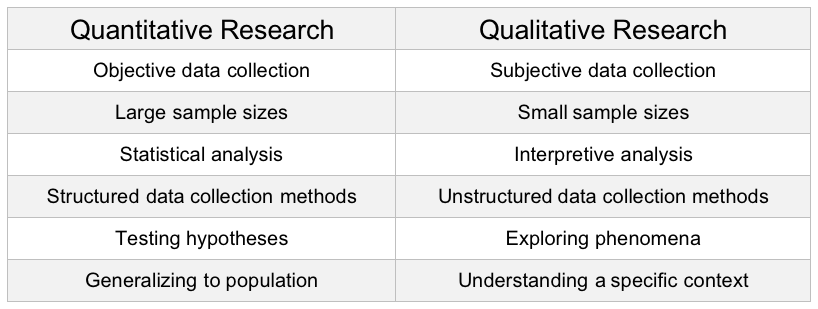 Quantitative Research Qualitative Research
Objective data collection Subjective data collection
Large sample sizes Small sample sizes
Statistical analysis Interpretive analysis
Structured data collection methods Unstructured data collection methods
Testing hypotheses Exploring phenomena
Generalizing to population Understanding a specific context